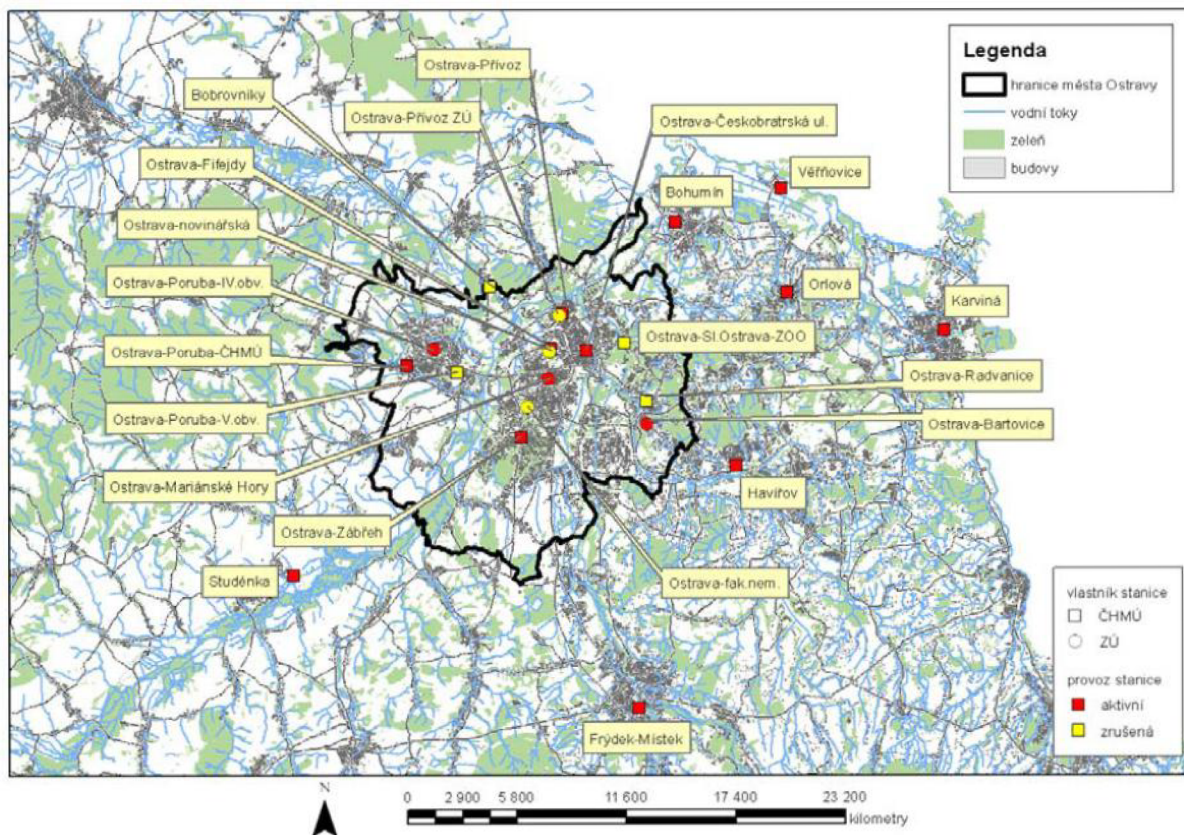 Ostrava-Přívoz
Bobrovníky
Ostrava-Přívoz ZÚ
Ostrava-Českobratrská ul.
Ostrava-Fifejdy
Věřňovice
Bohumín
Ostrava-novinářská
Ostrava-Poruba-IV.obv.
Orlová
Karviná
Ostrava-Sl.Ostrava-ZOO
Ostrava-Poruba-ČHMÚ
Ostrava-Radvanice
Ostrava-Poruba-V.obv.
Ostrava-Bartovice
Ostrava-Mariánské Hory
Havířov
Ostrava-Zábřeh
Studénka
Ostrava-fak.nem.
Frýdek-Místek
Legenda
hranice města Ostravy
vodní toky
zeleň
budovy
vlastník stanice
ČHMÚ
ZÚ
provoz stanice
aktivní
zrušená
N
0 2 900 5 800 11 600 17 400 23 200
kilometry